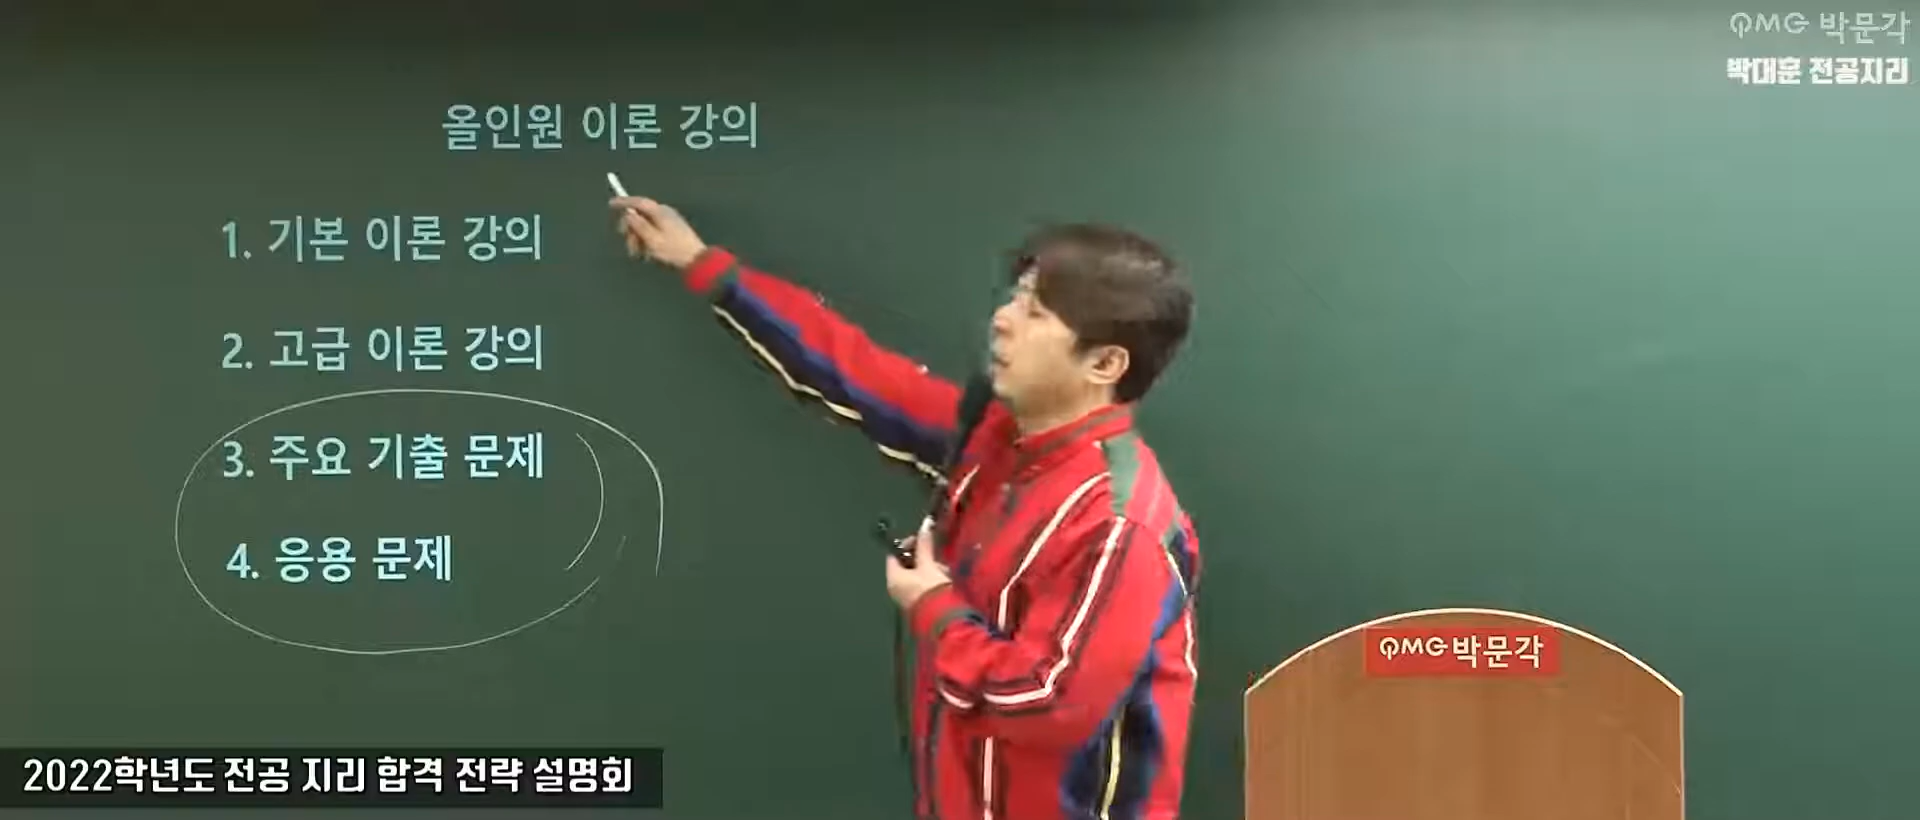 PMG 박문각
박대훈 전공지리
올인원 이론 강의
1. 기본 이론 강의
2. 고급 이론 강의
3. 주요 기출 문제
4. 응용 문제
PMG 박문각
2022학년도 전공 지리 합격 전략 설명회